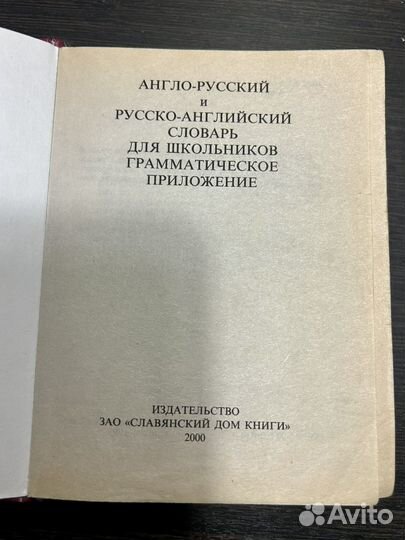 АНГЛО-РУССКИЙ
и
РУССКО-АНГЛИЙСКИЙ
СЛОВАРЬ
ДЛЯ ШКОЛЬНИКОВ
ГРАММАТИЧЕСКОЕ
ПРИЛОЖЕНИЕ
ИЗДАТЕЛЬСТВО
ЗАО «СЛАВЯНСКИЙ ДОМ КНИГИ»
2000
Avito